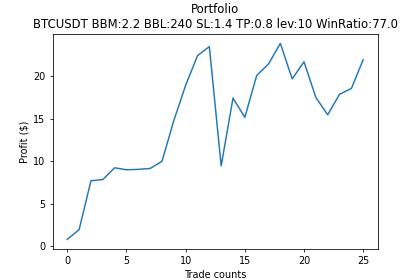 Portfolio
BTCUSDT BBM:2.2 BBL:240 SL:1.4 TP:0.8 lev:10 WinRatio:77.0
20
15
10
5
0
Profit ($)
0 5 10 15 20 25
Trade counts